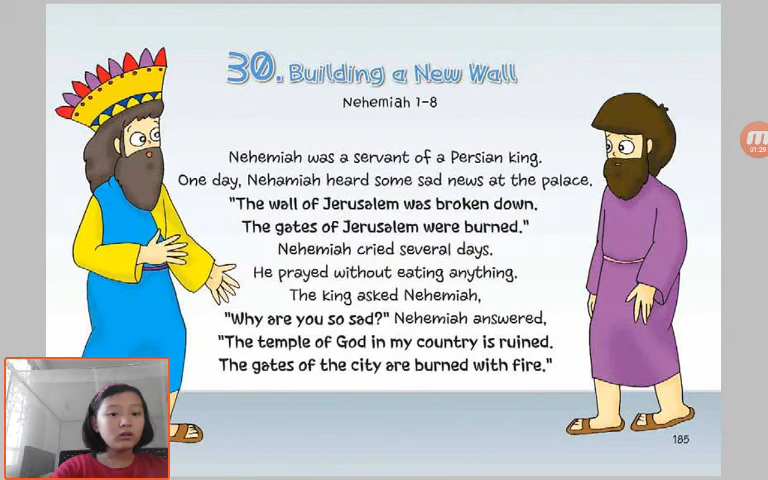 30. Building a New Wall
Nehemiah 1-8
Nehemiah was a servant of a Persian king.
One day, Nehamiah heard some sad news at the palace.
"The wall of Jerusalem was broken down.
The gates of Jerusalem were burned."
Nehemiah cried several days.
He prayed without eating anything.
The king asked Nehemiah,
"Why are you so sad?" Nehemiah answered,
"The temple of God in my country is ruined.
The gates of the city are burned with fire."
185
M
01:29